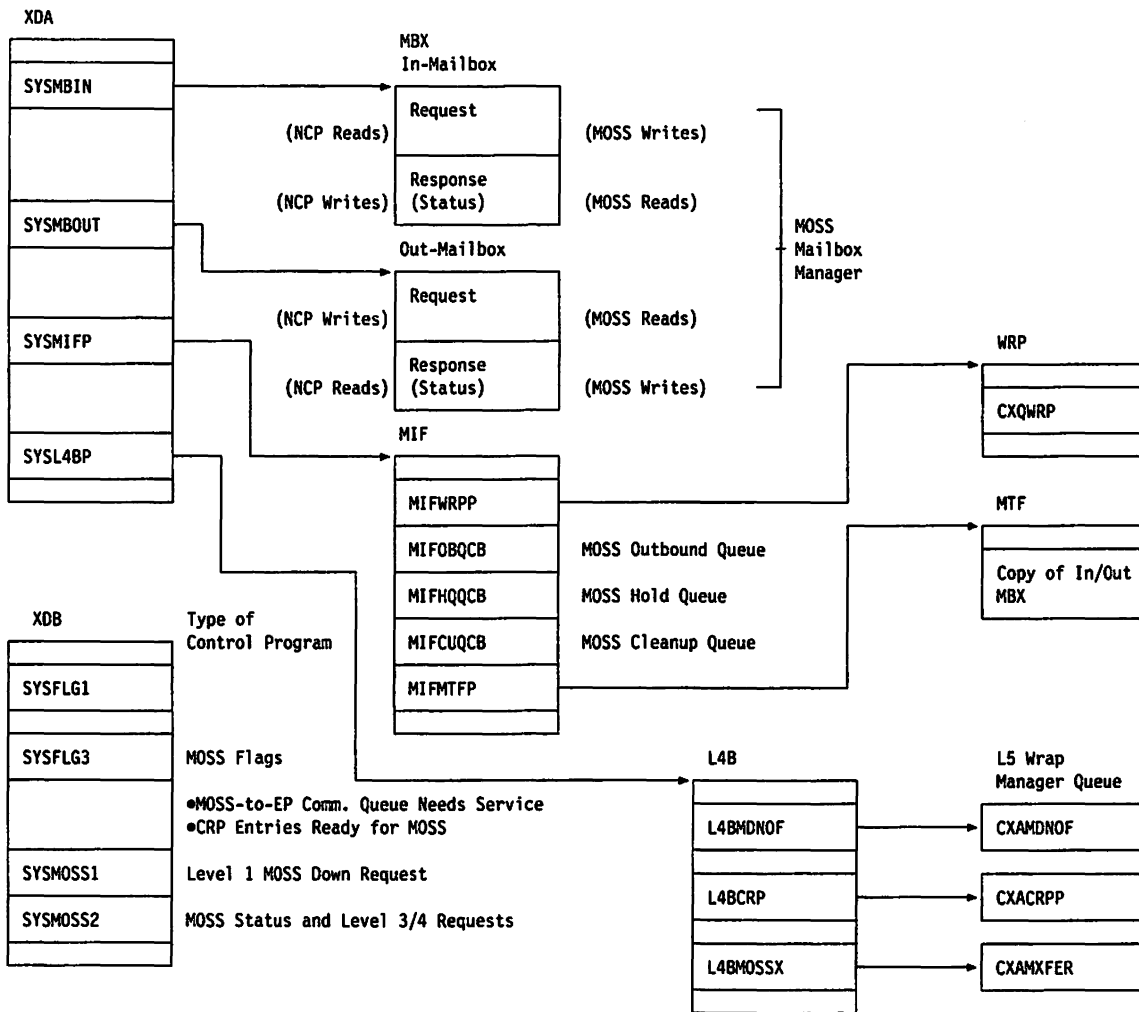 XDA
SYSMBIN
SYSMBOUT
SYSMIFP
SYSL4BP
MBX
In-Mailbox
Request
(NCP Reads)
(MOSS Writes)
Response
(Status)
(NCP Writes)
(MOSS Reads)
Out-Mailbox
Request
(NCP Writes)
(MOSS Reads)
Response
(Status)
(NCP Reads)
(MOSS Writes)
MOSS
Mailbox
Manager
MIF
MIFWRPP
MIFOBQCB
MOSS Outbound Queue
MIFHQQCB
MOSS Hold Queue
MIFCUQCB
MOSS Cleanup Queue
MIFMTFP
WRP
CXQWRP
MTF
Copy of In/Out
MBX
XDB
Type of
Control Program
SYSFLG1
SYSFLG3
MOSS Flags
●MOSS-to-EP Comm. Queue Needs Service
●CRP Entries Ready for MOSS
SYSMOSS1
Level 1 MOSS Down Request
SYSMOSS2
MOSS Status and Level 3/4 Requests
L4B
L4BMDNOF
L4BCRP
L4BMOSSX
L5 Wrap
Manager Queue
CXAMDNOF
CXACRPP
CXAMXFER